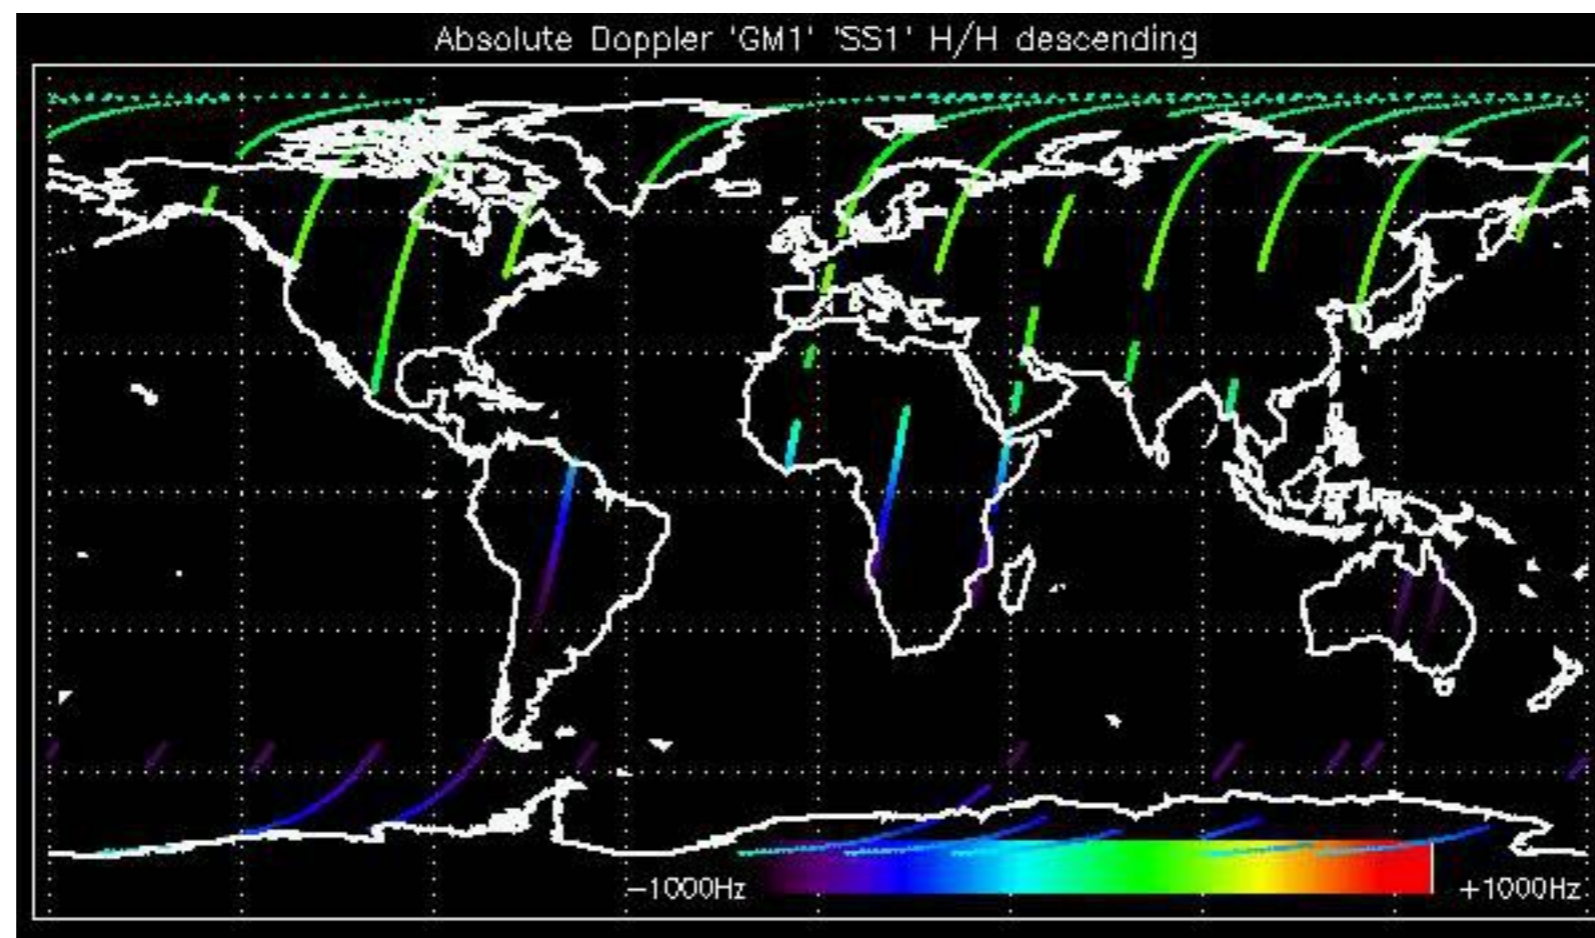 Absolute Doppler 'GM1' 'SS1' H/H descending
−1000Hz
+1000Hz